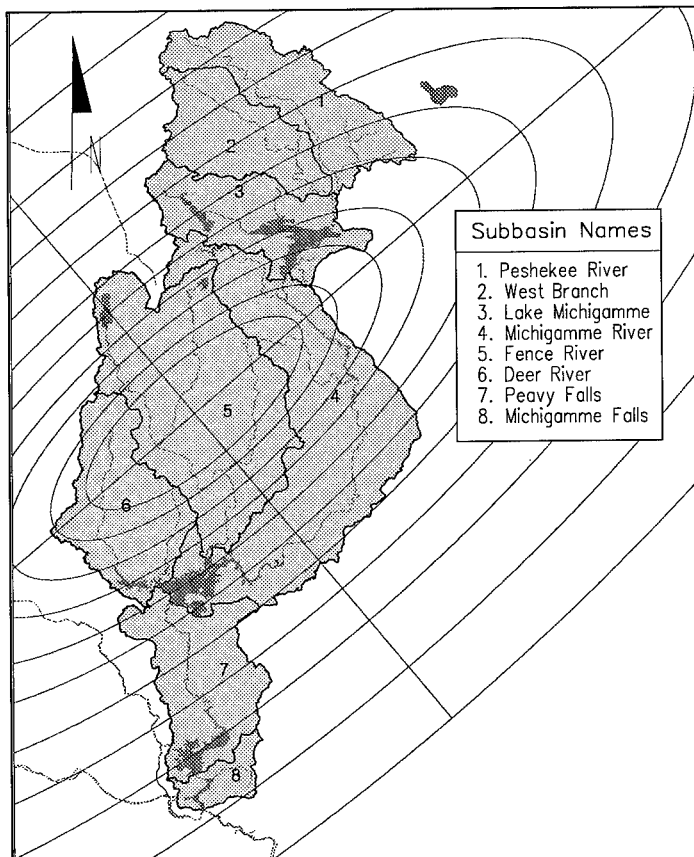 N
1
2
3
4
5
6
7
8
Subbasin Names
1. Peshekee River
2. West Branch
3. Lake Michigamme
4. Michigamme River
5. Fence River
6. Deer River
7. Peavy Falls
8. Michigamme Falls